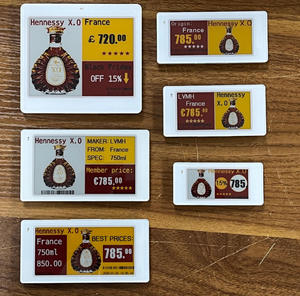 Hennessy X.O France
£ 720.00
★★★★★
Black Friday
OFF 15%
Origin: Hennessy X.O
France
785.00
★★★★★
LVMH Hennessy X.O
France
€785.00
★★★★★
Hennessy X.O
15% 785
Hennessy X.O MAKER: LVMH
FROM: France
SPEC: 750ml
Member price:
€785.00
Hennessy X.O
France BEST PRICES:
750ml 785.00
850.00